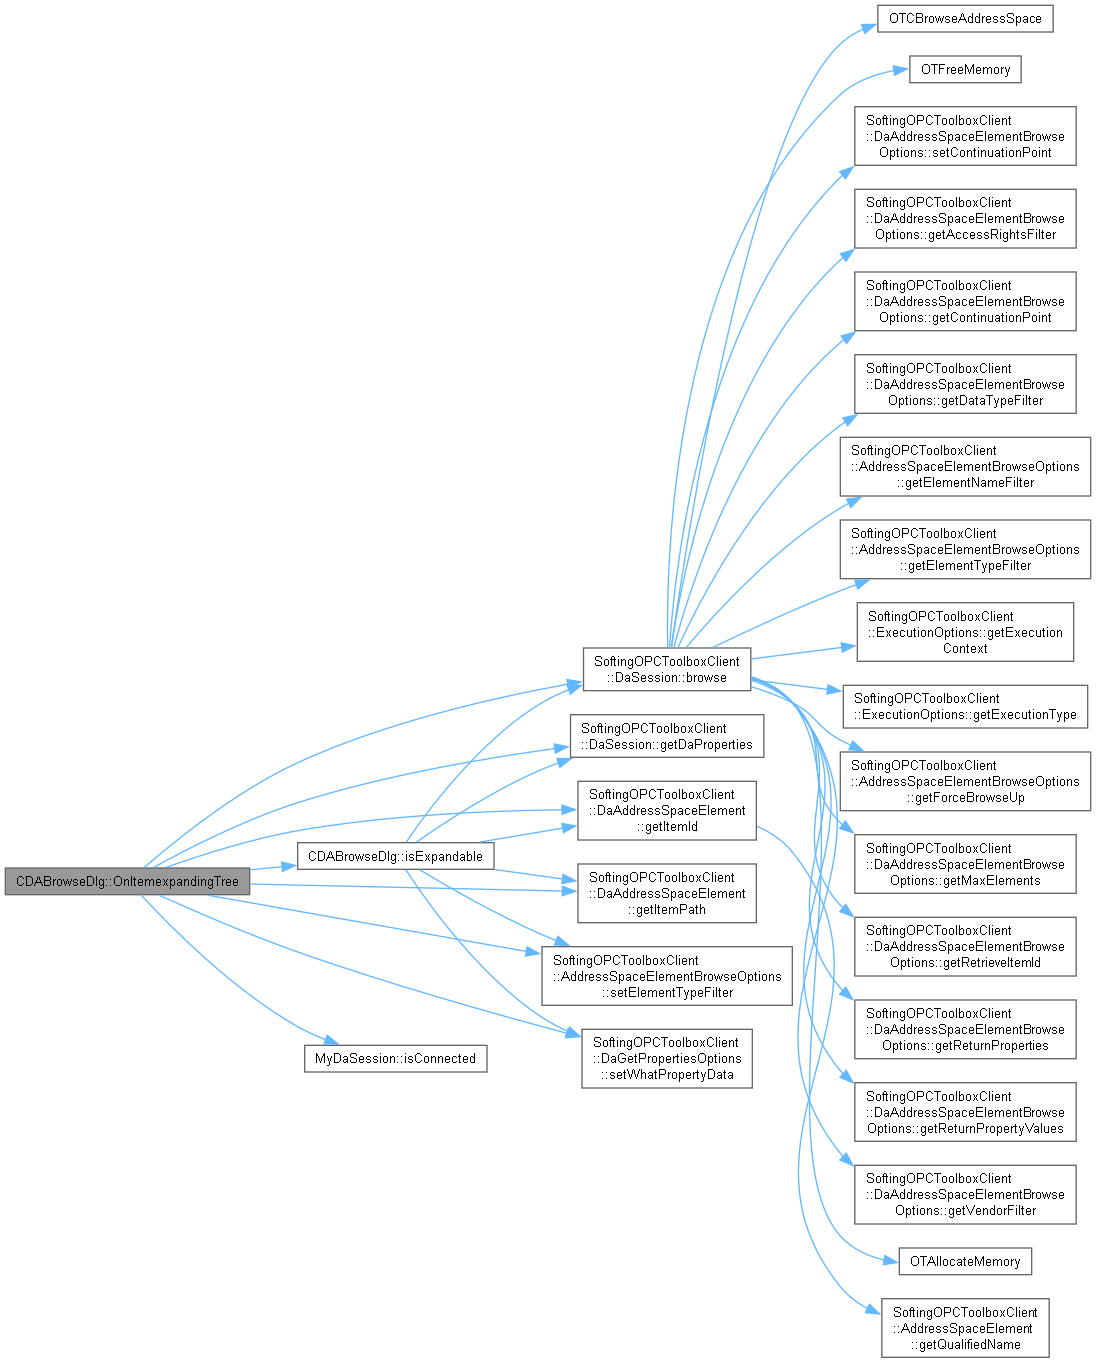 OTCBrowseAddressSpace
OTFreeMemory
SoftingOPCToolboxClient
::DaAddressSpaceElementBrowse
Options::setContinuationPoint
SoftingOPCToolboxClient
::DaAddressSpaceElementBrowse
Options::getAccessRightsFilter
SoftingOPCToolboxClient
::DaAddressSpaceElementBrowse
Options::getContinuationPoint
SoftingOPCToolboxClient
::DaAddressSpaceElementBrowse
Options::getDataTypeFilter
SoftingOPCToolboxClient
::AddressSpaceElementBrowseOptions
::getElementNameFilter
SoftingOPCToolboxClient
::AddressSpaceElementBrowseOptions
::getElementTypeFilter
SoftingOPCToolboxClient
::ExecutionOptions::getExecution
Context
SoftingOPCToolboxClient
::DaSession::browse
SoftingOPCToolboxClient
::ExecutionOptions::getExecutionType
SoftingOPCToolboxClient
::DaSession::getDaProperties
SoftingOPCToolboxClient
::AddressSpaceElementBrowseOptions
::getForceBrowseUp
SoftingOPCToolboxClient
::DaAddressSpaceElement
::getItemId
CDABrowseDlg::isExpandable
SoftingOPCToolboxClient
::DaAddressSpaceElementBrowse
Options::getMaxElements
CDABrowseDlg::OnItemexpandingTree
SoftingOPCToolboxClient
::DaAddressSpaceElement
::getItemPath
SoftingOPCToolboxClient
::DaAddressSpaceElementBrowse
Options::getRetrieveItemId
SoftingOPCToolboxClient
::AddressSpaceElementBrowseOptions
::setElementTypeFilter
SoftingOPCToolboxClient
::DaAddressSpaceElementBrowse
Options::getReturnProperties
MyDaSession::isConnected
SoftingOPCToolboxClient
::DaGetPropertiesOptions
::setWhatPropertyData
SoftingOPCToolboxClient
::DaAddressSpaceElementBrowse
Options::getReturnPropertyValues
SoftingOPCToolboxClient
::DaAddressSpaceElementBrowse
Options::getVendorFilter
OTAllocateMemory
SoftingOPCToolboxClient
::AddressSpaceElement
::getQualifiedName